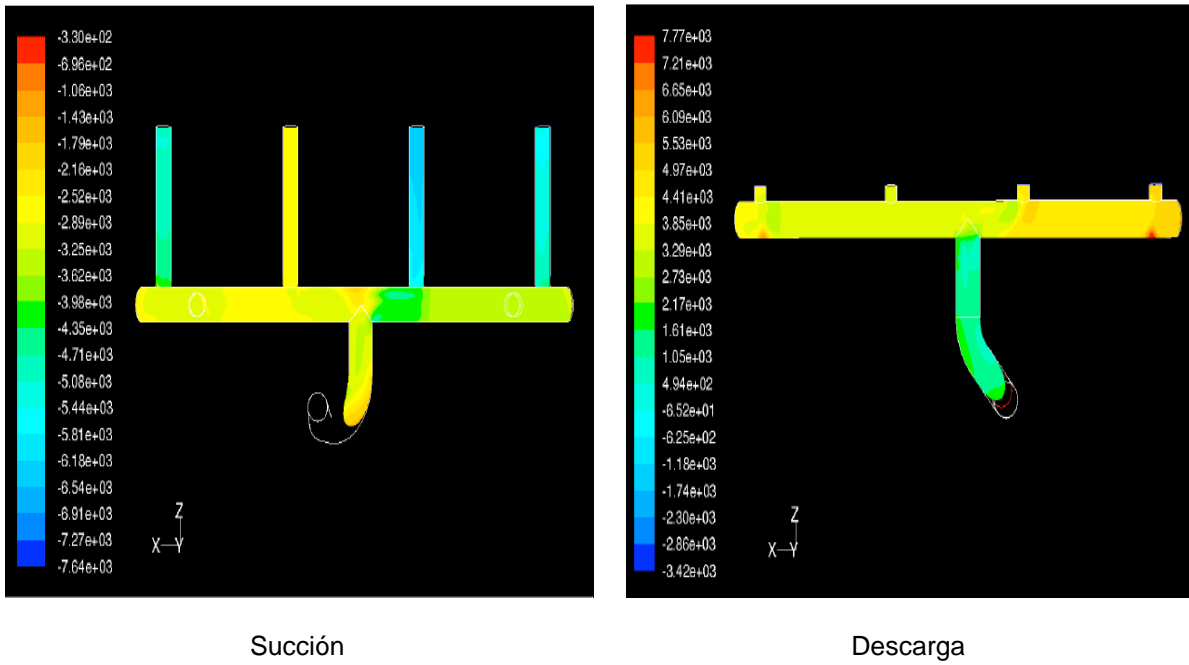 -3.30e+02
-6.96e+02
-1.06e+03
-1.43e+03
-1.79e+03
-2.16e+03
-2.52e+03
-2.89e+03
-3.25e+03
-3.62e+03
-3.98e+03
-4.35e+03
-4.71e+03
-5.08e+03
-5.44e+03
-5.81e+03
-6.18e+03
-6.54e+03
-6.91e+03
-7.27e+03
-7.64e+03
Z
X
Y
7.77e+03
7.21e+03
6.65e+03
6.09e+03
5.53e+03
4.97e+03
4.41e+03
3.85e+03
3.29e+03
2.73e+03
2.17e+03
1.61e+03
1.05e+03
4.94e+02
-6.52e+01
-6.25e+02
-1.18e+03
-1.74e+03
-2.30e+03
-2.86e+03
-3.42e+03
Z
X
Y
Succión
Descarga